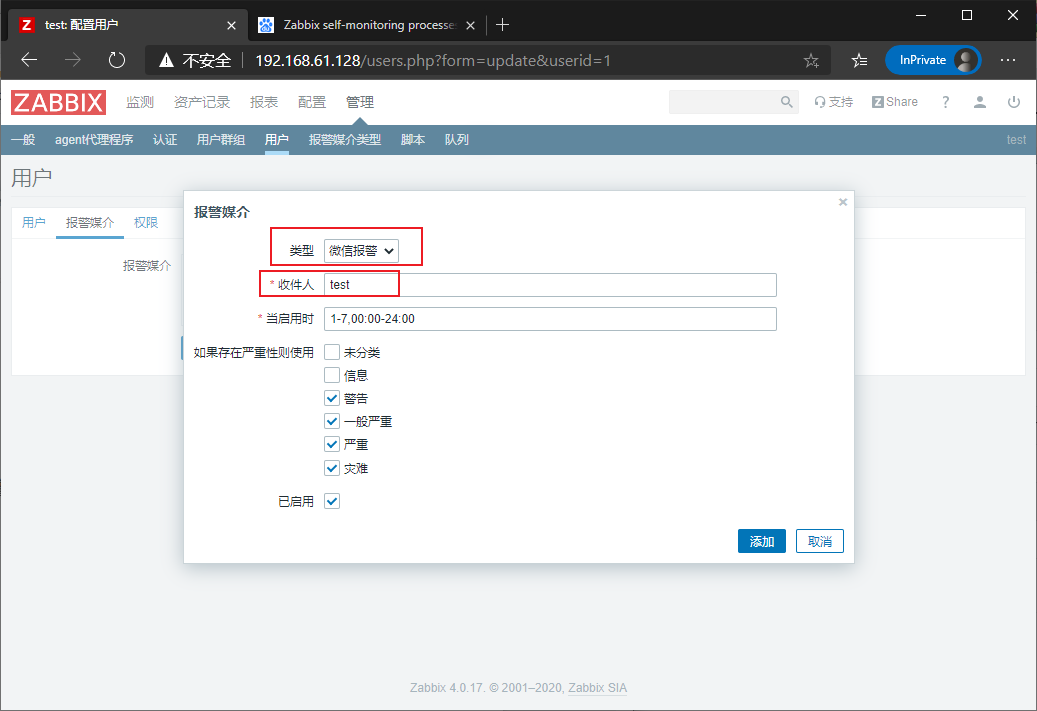 Z test: 配置用户
Zabbix self-monitoring processe
不安全 192.168.61.128/users.php?form=update&userid=1 InPrivate
ZABBIX 监测 资产记录 报表 配置 管理 支持 Z Share ?
一般 agent代理程序 认证 用户群组 用户 报警媒介类型 脚本 队列 test
用户
用户 报警媒介 权限
报警媒介
报警媒介
类型 微信报警
* 收件人 test
* 当启用时 1-7,00:00-24:00
如果存在严重性则使用 未分类
信息
警告
一般严重
严重
灾难
已启用
添加 取消
Zabbix 4.0.17. © 2001–2020, Zabbix SIA